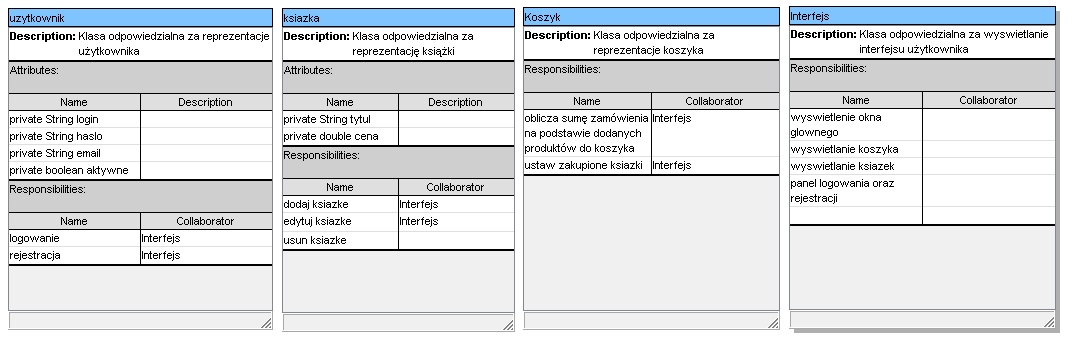 uzytkownik
Description: Klasa odpowiedzialna za reprezentacje
użytkownika
Attributes:
Name Description
private String login
private String haslo
private String email
private boolean aktywne
Responsibilities:
Name Collaborator
logowanie Interfejs
rejestracja Interfejs
ksiazka
Description: Klasa odpowiedzialna za
reprezentację książki
Attributes:
Name Description
private String tytul
private double cena
Responsibilities:
Name Collaborator
dodaj ksiazke Interfejs
edytuj ksiazke Interfejs
usun ksiazke
Koszyk
Description: Klasa odpowiedzialna za
reprezentacje koszyka
Responsibilities:
Name Collaborator
oblicza sumę zamówienia Interfejs
na podstawie dodanych
produktów do koszyka
ustaw zakupione ksiazki Interfejs
Interfejs
Description: Klasa odpowiedzialna za wyswietlanie
interfejsu użytkownika
Responsibilities:
Name Collaborator
wyswietlenie okna
glownego
wyswietlanie koszyka
wyswietlanie ksiazek
panel logowania oraz
rejestracji